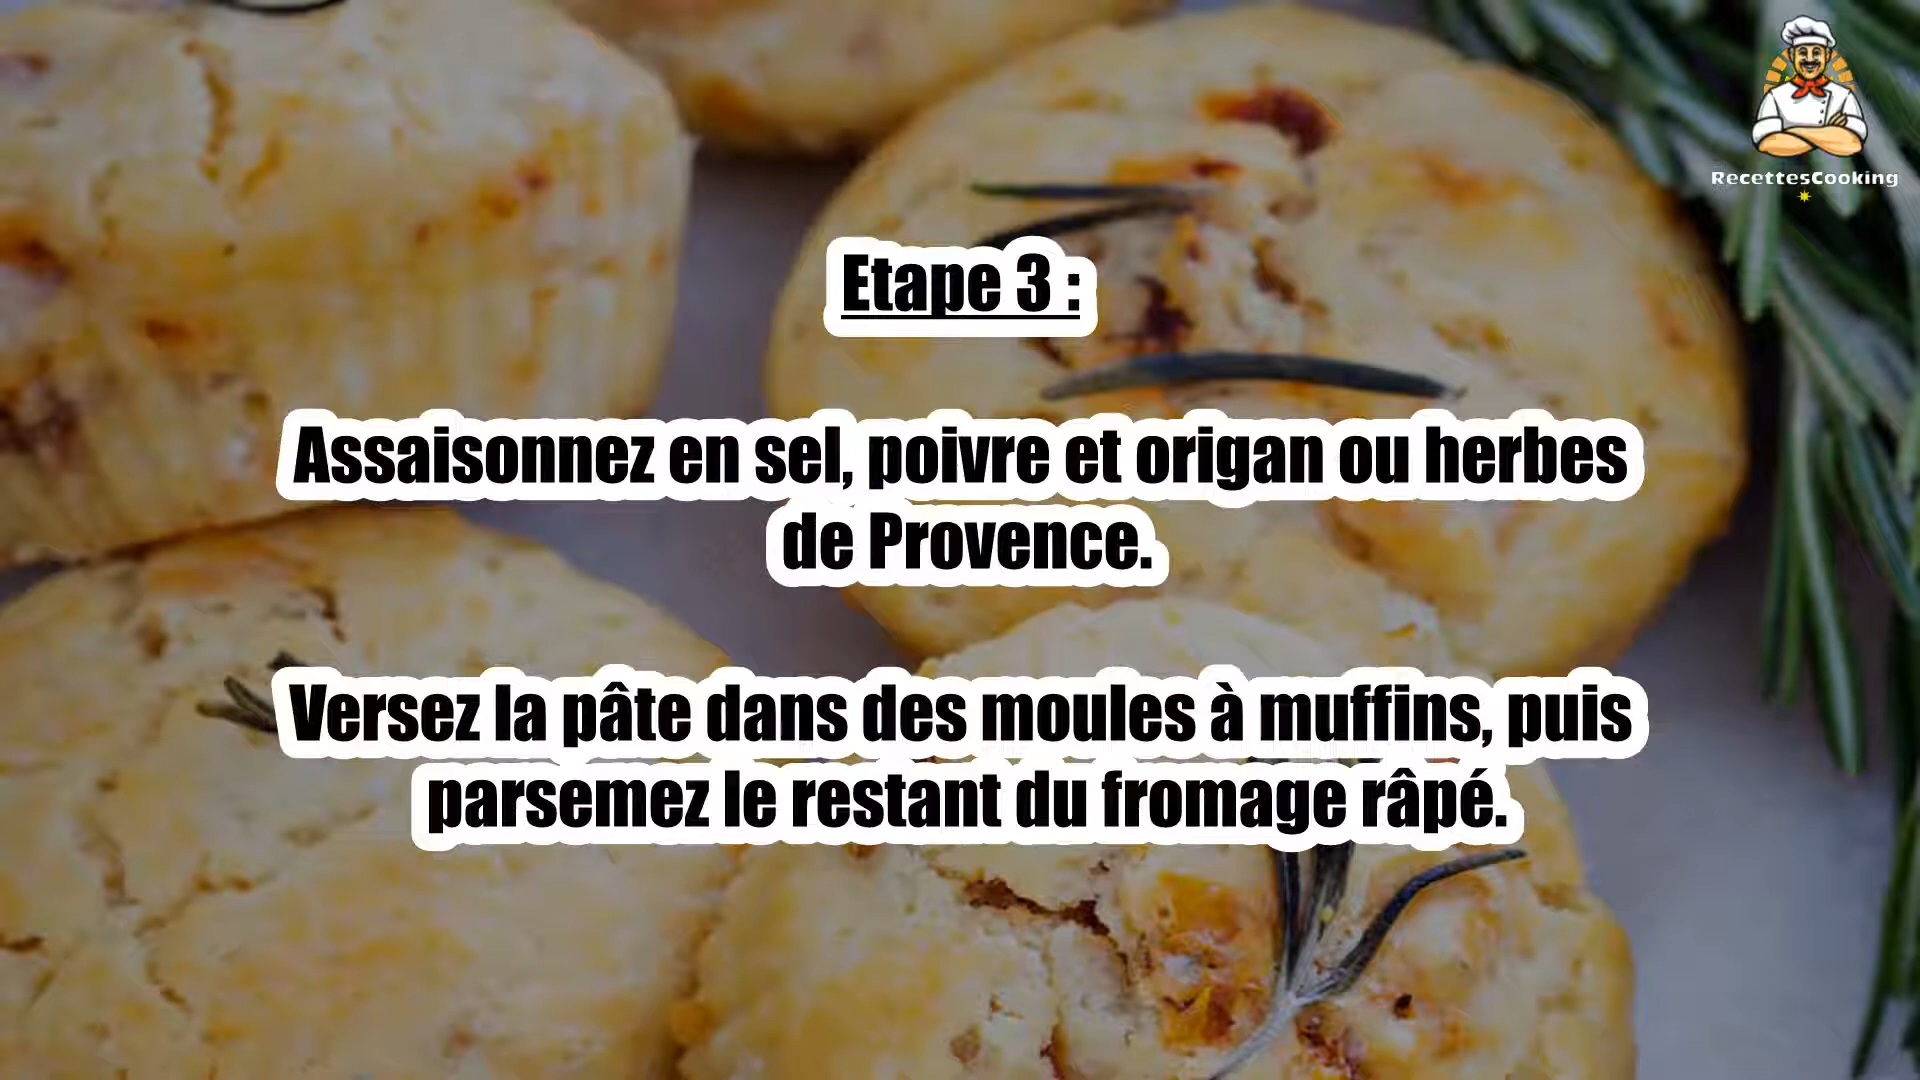 RecettesCooking
Etape 3 :
Assaisonnez en sel, poivre et origan ou herbes
de Provence.
Versez la pâte dans des moules à muffins, puis
parsemez le restant du fromage râpé.